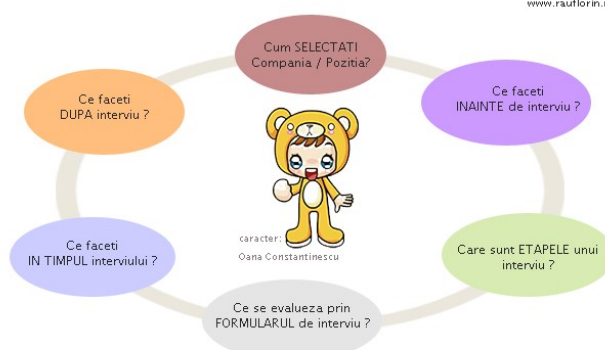 www.rauflorin.
Cum SELECTATI
Compania / Pozitia?
Ce faceti
INAINTE de interviu ?
Care sunt ETAPELE unui
interviu ?
Ce se evalueza prin
FORMULARUL de interviu ?
Ce faceti
IN TIMPUL interviului ?
Ce faceti
DUPA interviu ?
caracter:
Oana Constantinescu